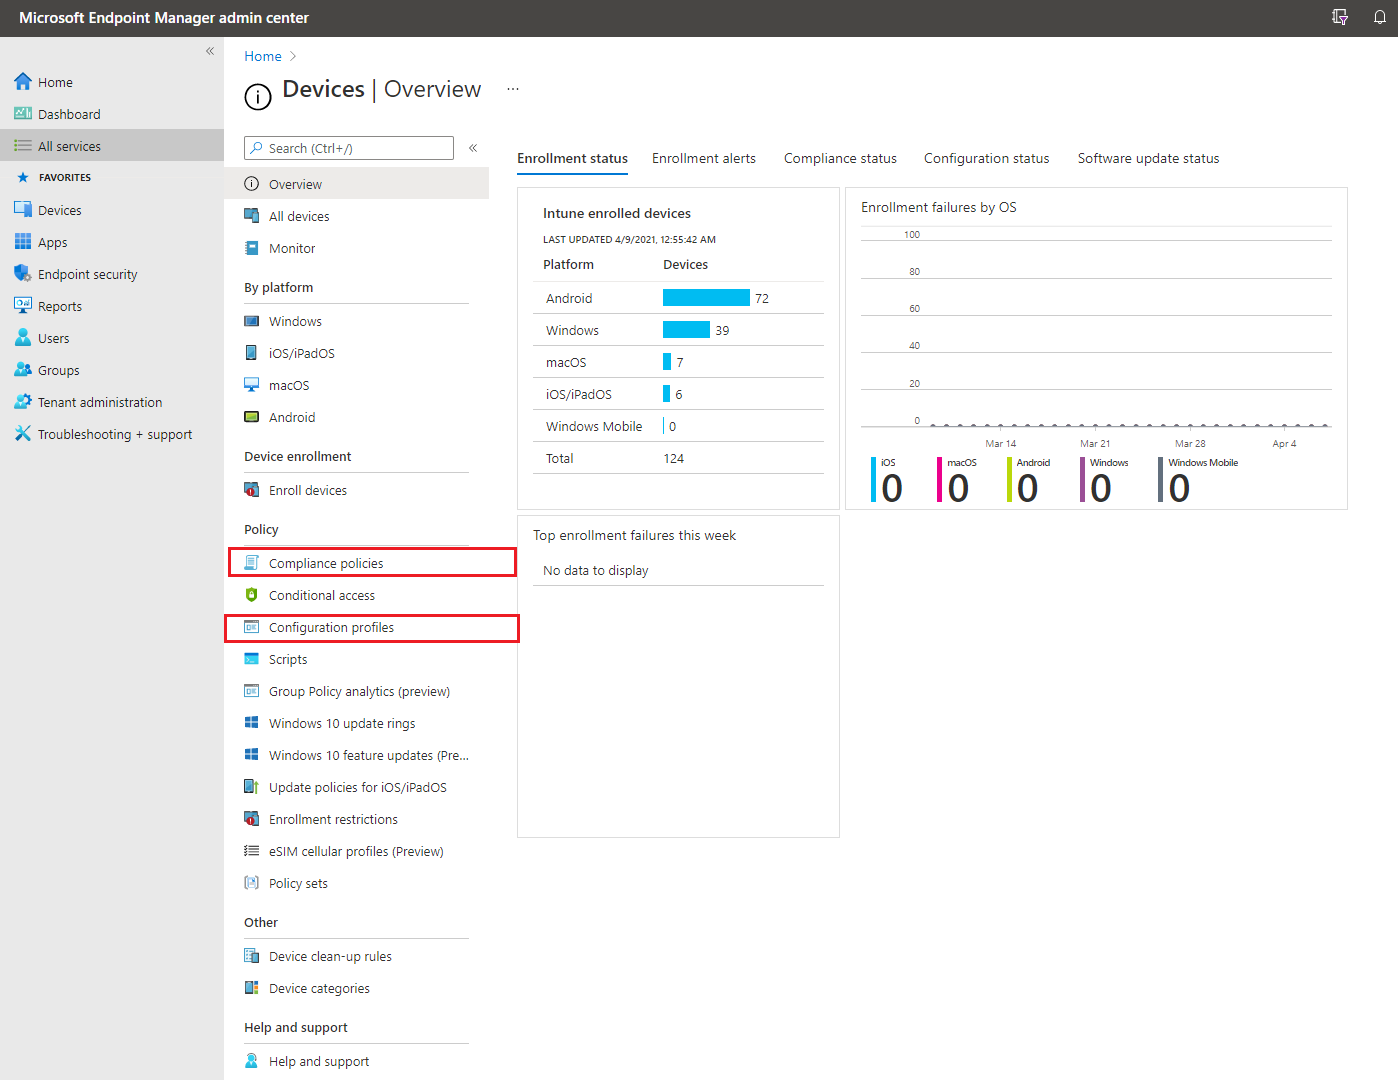 Microsoft Endpoint Manager admin center
«
Home
Dashboard
All services
FAVORITES
Devices
Apps
Endpoint security
Reports
Users
Groups
Tenant administration
Troubleshooting + support
Home >
Devices | Overview ...
Search (Ctrl+/) «
Overview
All devices
Monitor
By platform
Windows
iOS/iPadOS
macOS
Android
Device enrollment
Enroll devices
Policy
Compliance policies
Conditional access
Configuration profiles
Scripts
Group Policy analytics (preview)
Windows 10 update rings
Windows 10 feature updates (Pre...
Update policies for iOS/iPadOS
Enrollment restrictions
eSIM cellular profiles (Preview)
Policy sets
Other
Device clean-up rules
Device categories
Help and support
Help and support
Enrollment status Enrollment alerts Compliance status Configuration status Software update status
Intune enrolled devices
LAST UPDATED 4/9/2021, 12:55:42 AM
Platform Devices
Android 72
Windows 39
macOS 7
iOS/iPadOS 6
Windows Mobile 0
Total 124
Enrollment failures by OS
100
80
60
40
20
0
Mar 14 Mar 21 Mar 28 Apr 4
iOS macOS Android Windows Windows Mobile
0 0 0 0 0
Top enrollment failures this week
No data to display